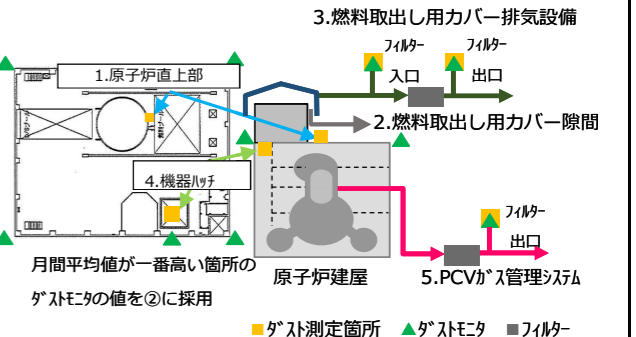 3.燃料取出し用カバー排気設備
フィルター
フィルター
入口
出口
1.原子炉直上部
2.燃料取出し用カバー隙間
4.機器ハッチ
フィルター
出口
月間平均値が一番高い箇所の
ダストモニタの値を②に採用
原子炉建屋
5.PCVガス管理システム
ダスト測定箇所
ダストモニタ
フィルター